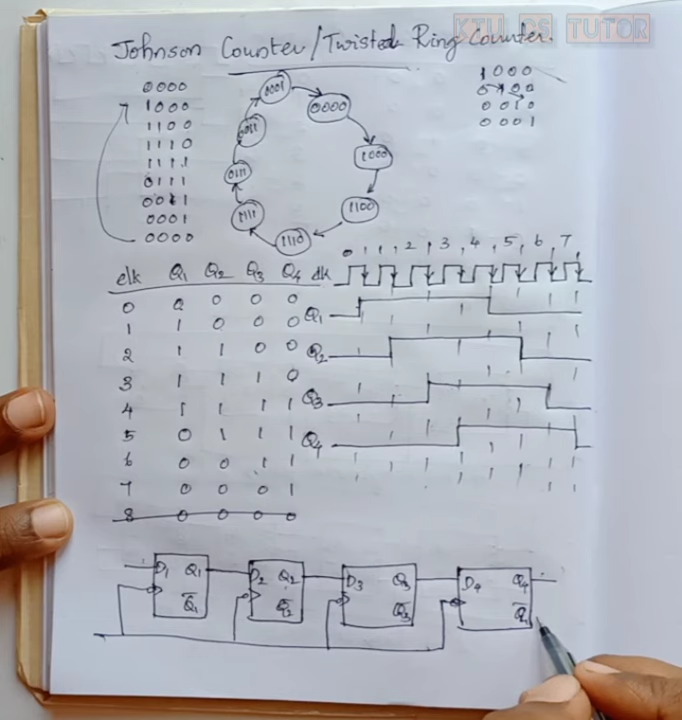 KTU CS TUTOR
Johnson Counter/Twisted Ring Counter.
0000
1000
1100
1110
1111
0111
0011
0001
0000
0001
0000
1000
1100
1110
1111
0111
0011
1000
0100
0010
0001
clk Q1 Q2 Q3 Q4
0 0 0 0 0
1 1 0 0 0
2 1 1 0 0
3 1 1 1 0
4 1 1 1 1
5 0 1 1 1
6 0 0 1 1
7 0 0 0 1
8 0 0 0 0
0 1 2 3 4 5 6 7
clk
Q1
Q2
Q3
Q4
D1 Q1 D2 Q2 D3 Q3 D4 Q4
Q̅1 Q̅2 Q̅3